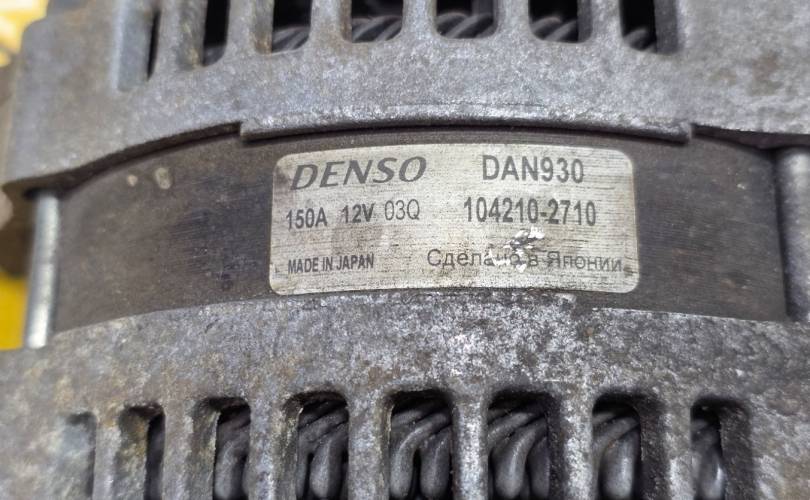 DENSO DAN930
150A 12V 03Q 104210-2710
MADE IN JAPAN Сделано в Японии